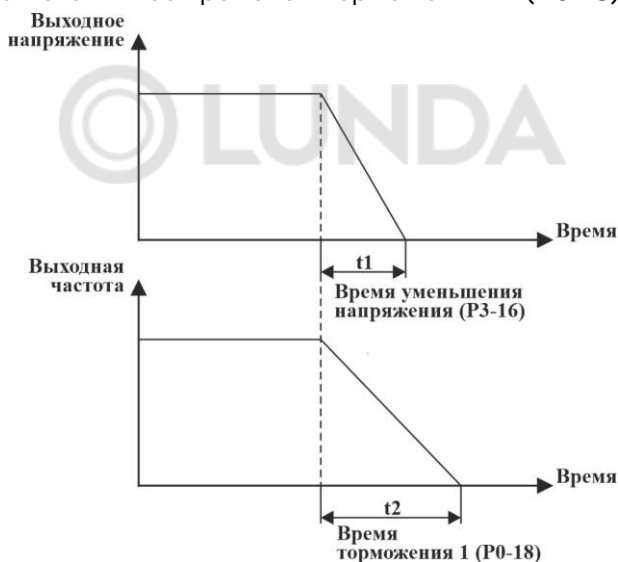 Выходное
напряжение
LUNDA
Время
t1
Время уменьшения
напряжения (P3-16)
Выходная
частота
Время
t2
Время
торможения 1 (P0-18)